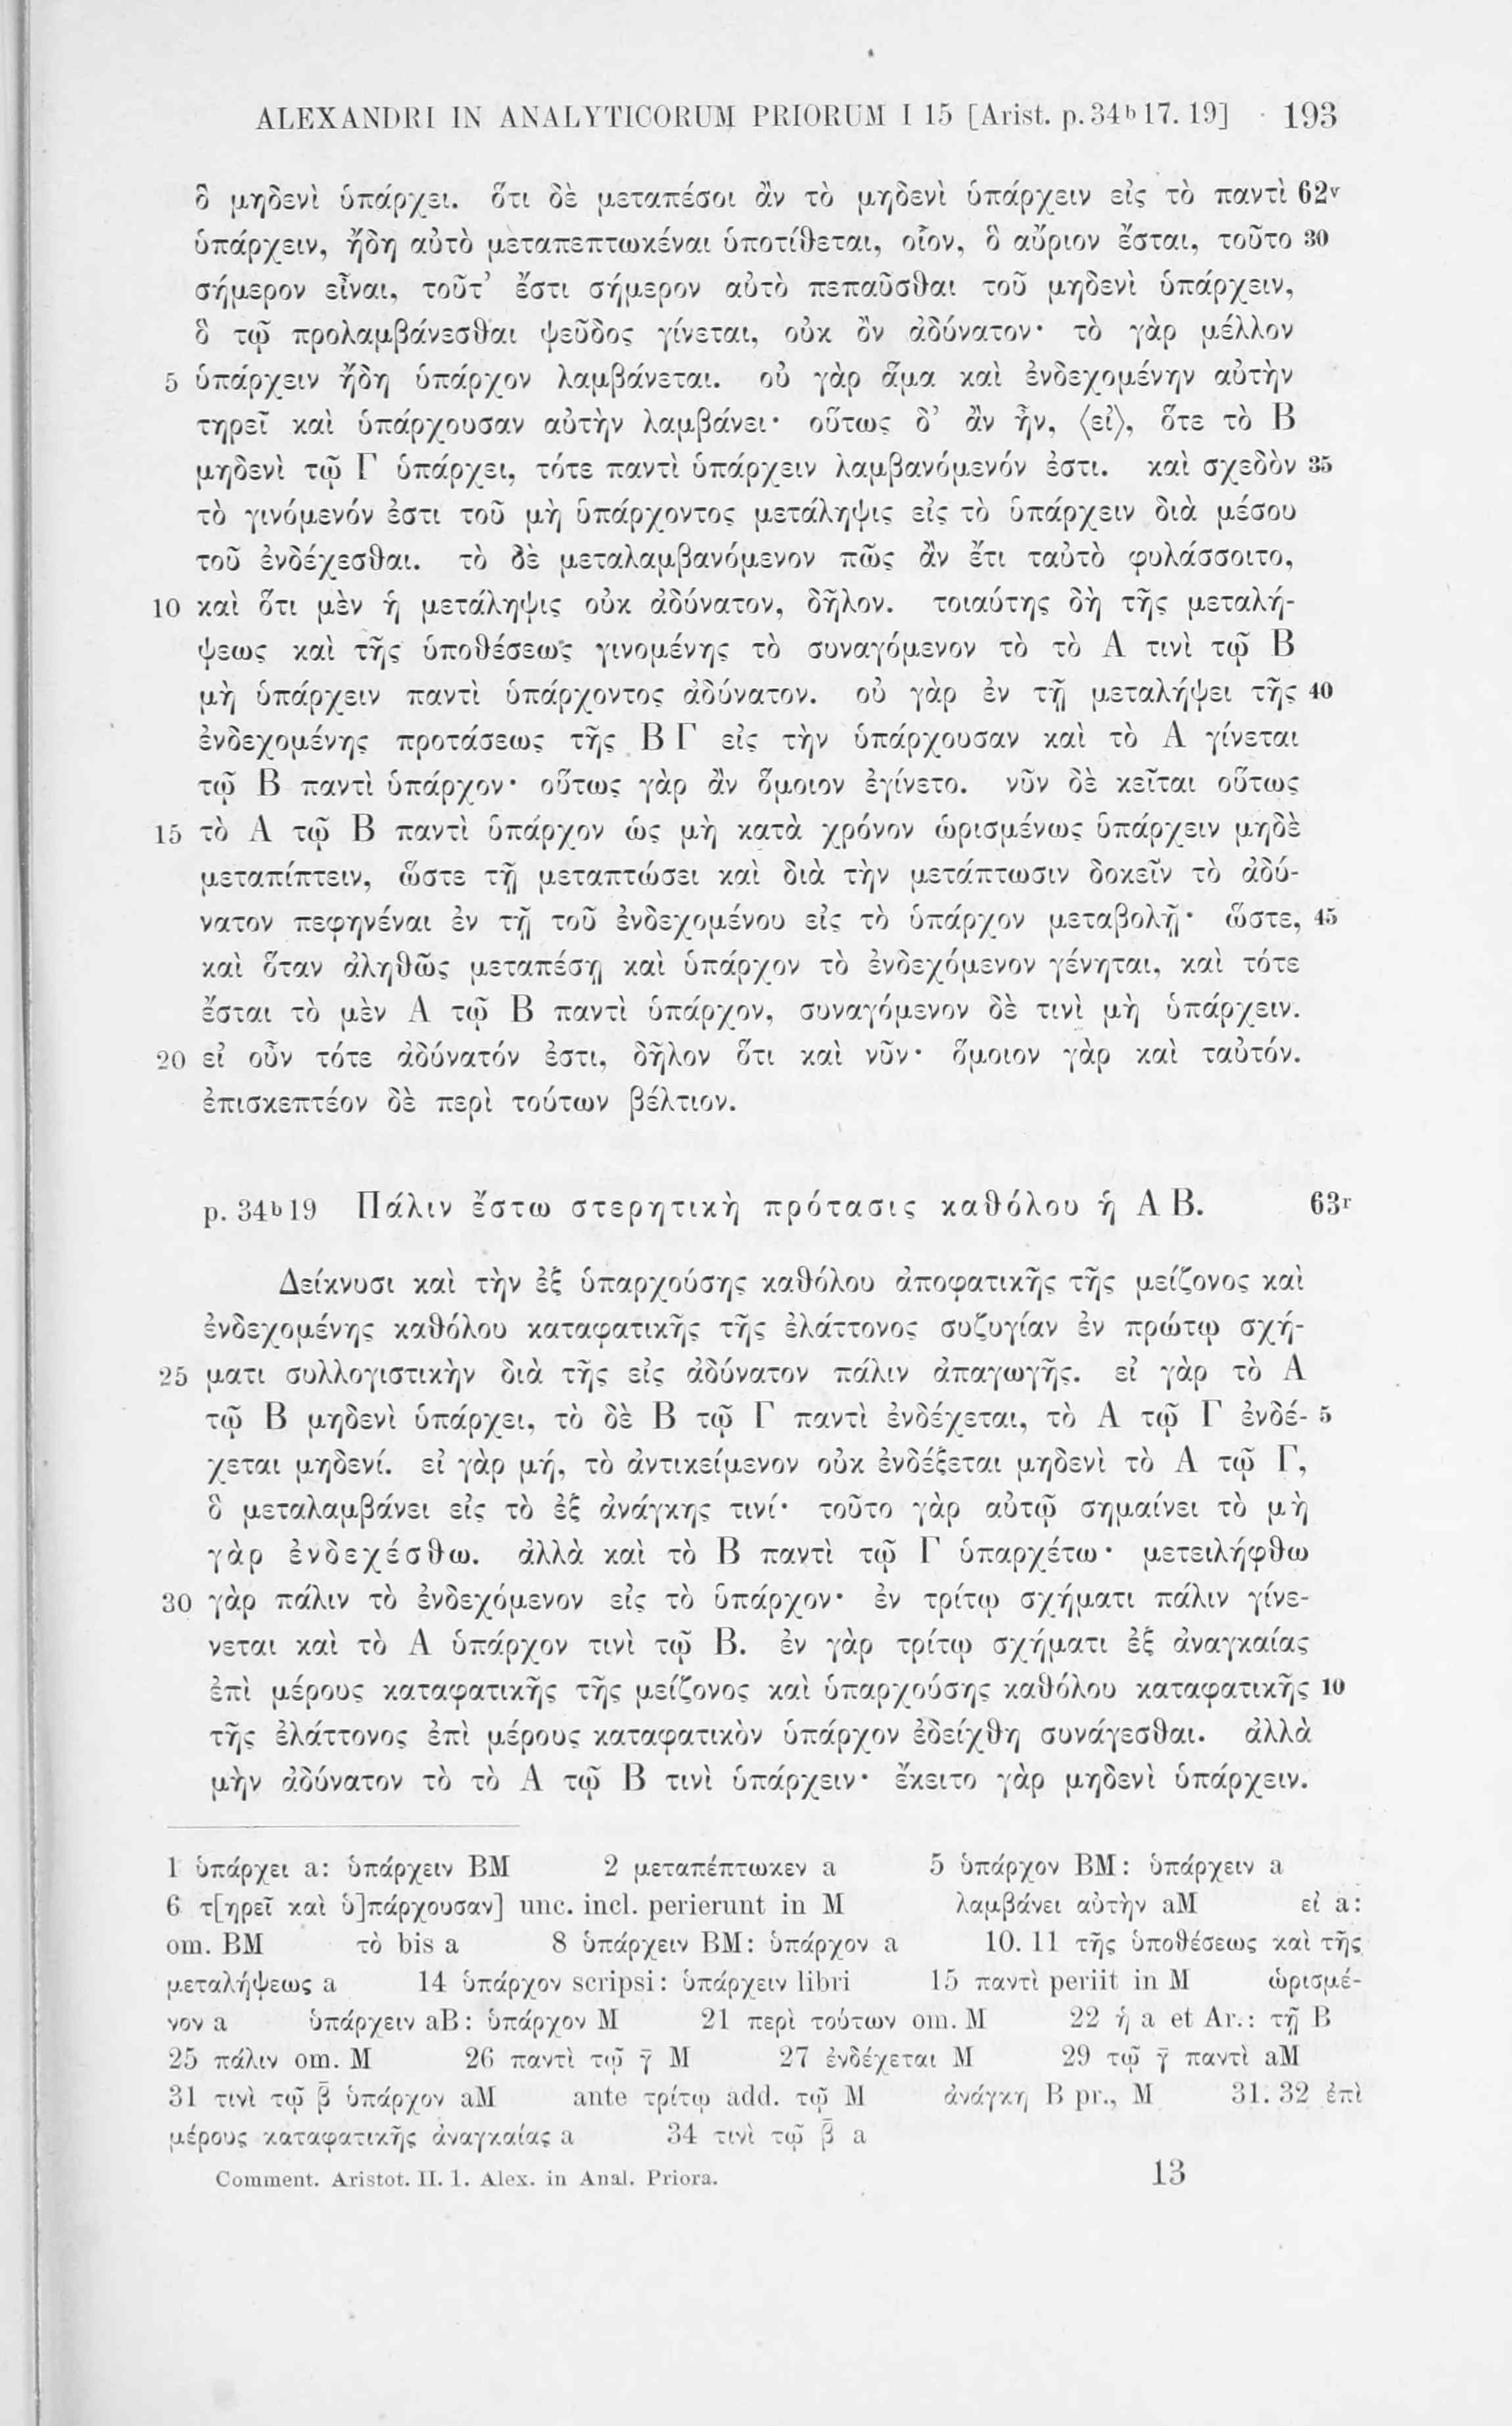 ALEXANDRI IN ANALYTICORUM PRIORUM I 15 [Arist. p. 34ᵇ17. 19] 193
ὃ μηδενὶ ὑπάρχει. ὅτι δὲ μεταπέσοι ἂν τὸ μηδενὶ ὑπάρχειν εἰς τὸ παντὶ 62ᵛ
ὑπάρχειν, ἤδη αὐτὸ μεταπεπτωκέναι ὑποτίθεται, οἷον, ὃ αὔριον ἔσται, τοῦτο 30
σήμερον εἶναι, τοῦτ’ ἔστι σήμερον αὐτὸ πεπαῦσθαι τοῦ μηδενὶ ὑπάρχειν,
ὃ τῷ προλαμβάνεσθαι ψεῦδος γίνεται, οὐκ ὂν ἀδύνατον· τὸ γὰρ μέλλον
5 ὑπάρχειν ἤδη ὑπάρχον λαμβάνεται. οὐ γὰρ ἅμα καὶ ἐνδεχομένην αὐτὴν
τηρεῖ καὶ ὑπάρχουσαν αὐτὴν λαμβάνει· οὕτως δ’ ἂν ἦν, ⟨εἰ⟩, ὅτε τὸ Β
μηδενὶ τῷ Γ ὑπάρχει, τότε παντὶ ὑπάρχειν λαμβανόμενόν ἐστι. καὶ σχεδὸν 35
τὸ γινόμενόν ἐστι τοῦ μὴ ὑπάρχοντος μετάληψις εἰς τὸ ὑπάρχειν διὰ μέσου
τοῦ ἐνδέχεσθαι. τὸ δὲ μεταλαμβανόμενον πῶς ἂν ἔτι ταὐτὸ φυλάσσοιτο,
10 καὶ ὅτι μὲν ἡ μετάληψις οὐκ ἀδύνατον, δῆλον. τοιαύτης δὴ τῆς μεταλή-
ψεως καὶ τῆς ὑποθέσεως γινομένης τὸ συναγόμενον τὸ τὸ Α τινὶ τῷ Β
μὴ ὑπάρχειν παντὶ ὑπάρχοντος ἀδύνατον. οὐ γὰρ ἐν τῇ μεταλήψει τῆς 40
ἐνδεχομένης προτάσεως τῆς Β Γ εἰς τὴν ὑπάρχουσαν καὶ τὸ Α γίνεται
τῷ Β παντὶ ὑπάρχον· οὕτως γὰρ ἂν ὅμοιον ἐγίνετο. νῦν δὲ κεῖται οὕτως
15 τὸ Α τῷ Β παντὶ ὑπάρχον ὡς μὴ κατὰ χρόνον ὡρισμένως ὑπάρχειν μηδὲ
μεταπίπτειν, ὥστε τῇ μεταπτώσει καὶ διὰ τὴν μετάπτωσιν δοκεῖν τὸ ἀδύ-
νατον πεφηνέναι ἐν τῇ τοῦ ἐνδεχομένου εἰς τὸ ὑπάρχον μεταβολῇ· ὥστε, 45
καὶ ὅταν ἀληθῶς μεταπέσῃ καὶ ὑπάρχον τὸ ἐνδεχόμενον γένηται, καὶ τότε
ἔσται τὸ μὲν Α τῷ Β παντὶ ὑπάρχον, συναγόμενον δὲ τινὶ μὴ ὑπάρχειν.
20 εἰ οὖν τότε ἀδύνατόν ἐστι, δῆλον ὅτι καὶ νῦν· ὅμοιον γὰρ καὶ ταὐτόν.
ἐπισκεπτέον δὲ περὶ τούτων βέλτιον.
p. 34ᵇ19 Πάλιν ἔστω στερητικὴ πρότασις καθόλου ἡ Α Β. 63ʳ
Δείκνυσι καὶ τὴν ἐξ ὑπαρχούσης καθόλου ἀποφατικῆς τῆς μείζονος καὶ
ἐνδεχομένης καθόλου καταφατικῆς τῆς ἐλάττονος συζυγίαν ἐν πρώτῳ σχή-
25 ματι συλλογιστικὴν διὰ τῆς εἰς ἀδύνατον πάλιν ἀπαγωγῆς. εἰ γὰρ τὸ Α
τῷ Β μηδενὶ ὑπάρχει, τὸ δὲ Β τῷ Γ παντὶ ἐνδέχεται, τὸ Α τῷ Γ ἐνδέ- 5
χεται μηδενί. εἰ γὰρ μή, τὸ ἀντικείμενον οὐκ ἐνδέξεται μηδενὶ τὸ Α τῷ Γ,
ὃ μεταλαμβάνει εἰς τὸ ἐξ ἀνάγκης τινί· τοῦτο γὰρ αὐτῷ σημαίνει τὸ μὴ
γὰρ ἐνδεχέσθω. ἀλλὰ καὶ τὸ Β παντὶ τῷ Γ ὑπαρχέτω· μετειλήφθω
30 γὰρ πάλιν τὸ ἐνδεχόμενον εἰς τὸ ὑπάρχον· ἐν τρίτῳ σχήματι πάλιν γίνε-
νεται καὶ τὸ Α ὑπάρχον τινὶ τῷ Β. ἐν γὰρ τρίτῳ σχήματι ἐξ ἀναγκαίας
ἐπὶ μέρους καταφατικῆς τῆς μείζονος καὶ ὑπαρχούσης καθόλου καταφατικῆς 10
τῆς ἐλάττονος ἐπὶ μέρους καταφατικὸν ὑπάρχον ἐδείχθη συνάγεσθαι. ἀλλὰ
μὴν ἀδύνατον τὸ τὸ Α τῷ Β τινὶ ὑπάρχειν· ἔκειτο γὰρ μηδενὶ ὑπάρχειν.
1 ὑπάρχει a: ὑπάρχειν BM 2 μεταπέπτωκεν a 5 ὑπάρχον BM: ὑπάρχειν a
6 τ[ηρεῖ καὶ ὑ]πάρχουσαν] unc. incl. perierunt in M λαμβάνει αὐτὴν aM εἰ a:
om. BM τὸ bis a 8 ὑπάρχειν BM: ὑπάρχον a 10. 11 τῆς ὑποθέσεως καὶ τῆς
μεταλήψεως a 14 ὑπάρχον scripsi: ὑπάρχειν libri 15 παντὶ periit in M ὡρισμέ-
νον a ὑπάρχειν aB: ὑπάρχον M 21 περὶ τούτων om. M 22 ἡ a et Ar.: τῇ B
25 πάλιν om. M 26 παντὶ τῷ γ̄ M 27 ἐνδέχεται M 29 τῷ γ̄ παντὶ aM
31 τινὶ τῷ β̄ ὑπάρχον aM ante τρίτῳ add. τῷ M ἀνάγκη B pr., M 31. 32 ἐπὶ
μέρους καταφατικῆς ἀναγκαίας a 34 τινὶ τῷ β̄ a
Comment. Aristot. II. 1. Alex. in Anal. Priora. 13